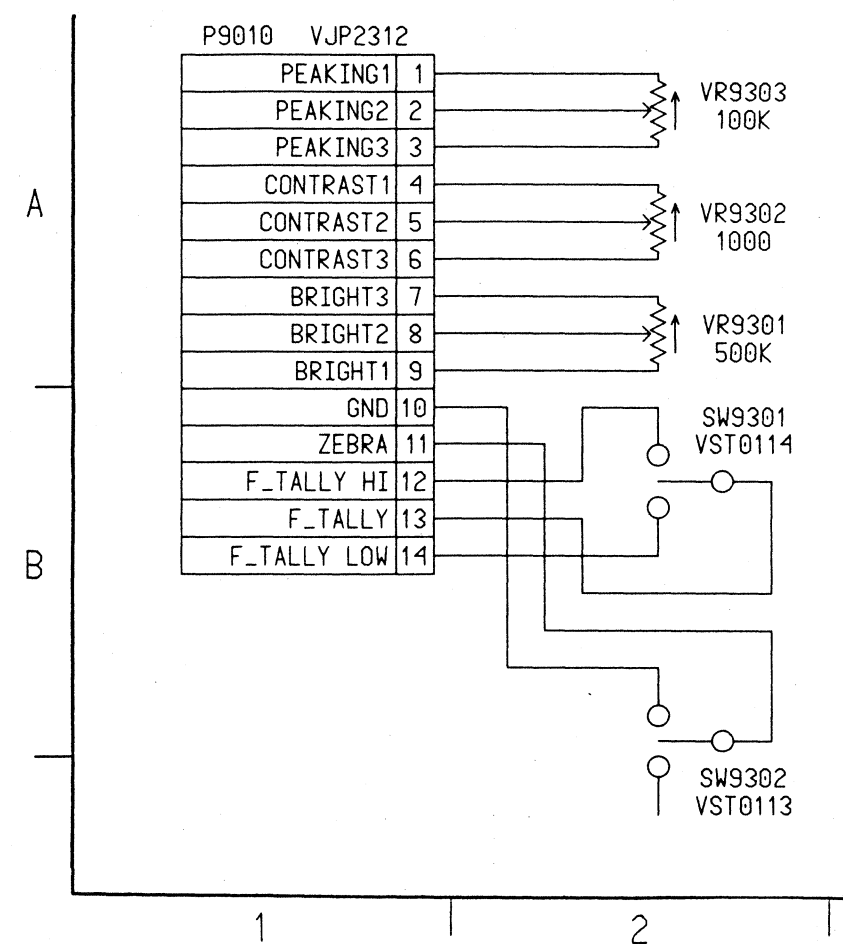 P9010 VJP2312
PEAKING1 1
PEAKING2 2
PEAKING3 3
CONTRAST1 4
CONTRAST2 5
CONTRAST3 6
BRIGHT3 7
BRIGHT2 8
BRIGHT1 9
GND 10
ZEBRA 11
F_TALLY HI 12
F_TALLY 13
F_TALLY LOW 14
VR9303
100K
VR9302
1000
VR9301
500K
SW9301
VST0114
SW9302
VST0113
A
B
1
2